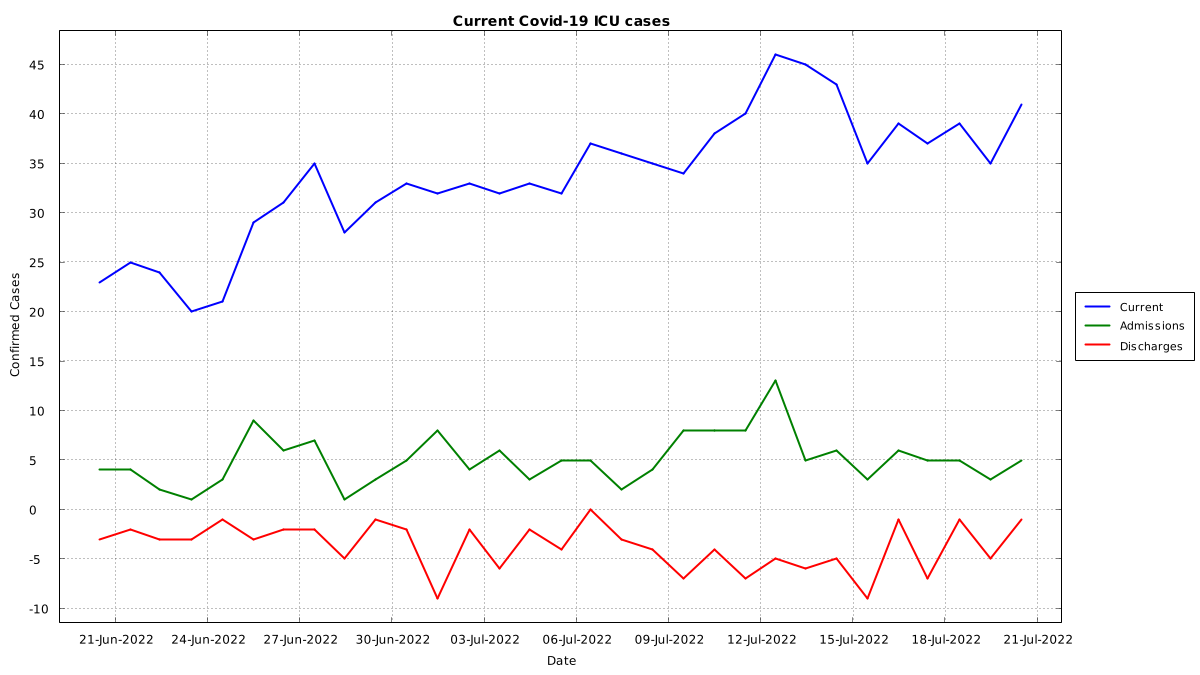 Current Covid-19 ICU cases
45
40
35
30
25
20
15
10
5
0
-5
-10
Confirmed Cases
21-Jun-2022 24-Jun-2022 27-Jun-2022 30-Jun-2022 03-Jul-2022 06-Jul-2022 09-Jul-2022 12-Jul-2022 15-Jul-2022 18-Jul-2022 21-Jul-2022
Date
Current
Admissions
Discharges